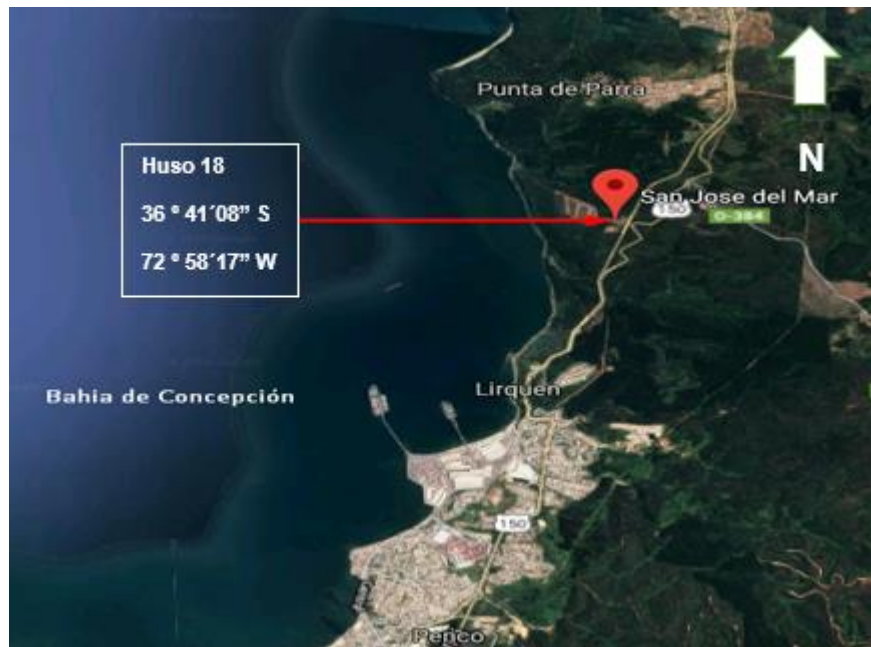 Punta de Parra
Huso 18
36 º 41´08” S
72 º 58´17” W
N
San Jose del Mar
150
O-384
Bahia de Concepción
Lirquen
150
Penco